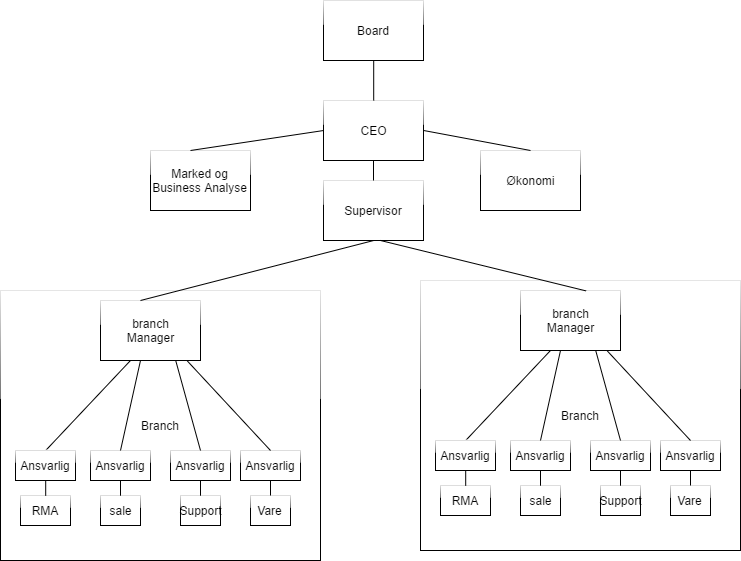 Board
CEO
Marked og
Business Analyse
Økonomi
Supervisor
branch
Manager
Branch
Ansvarlig
Ansvarlig
Ansvarlig
Ansvarlig
RMA
sale
Support
Vare
branch
Manager
Branch
Ansvarlig
Ansvarlig
Ansvarlig
Ansvarlig
RMA
sale
Support
Vare